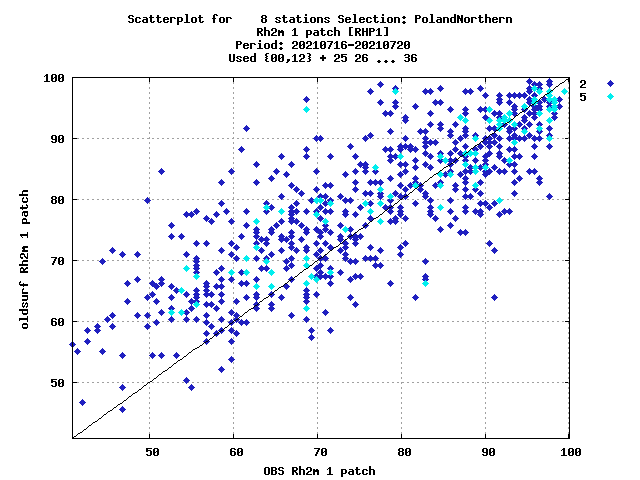 Scatterplot for    8 stations Selection: PolandNorthern
Rh2m 1 patch [RHP1]
Period: 20210716-20210720
Used {00,12} + 25 26 ... 36
2
5
100
90
80
70
60
50
oldsurf Rh2m 1 patch
50 60 70 80 90 100
OBS Rh2m 1 patch